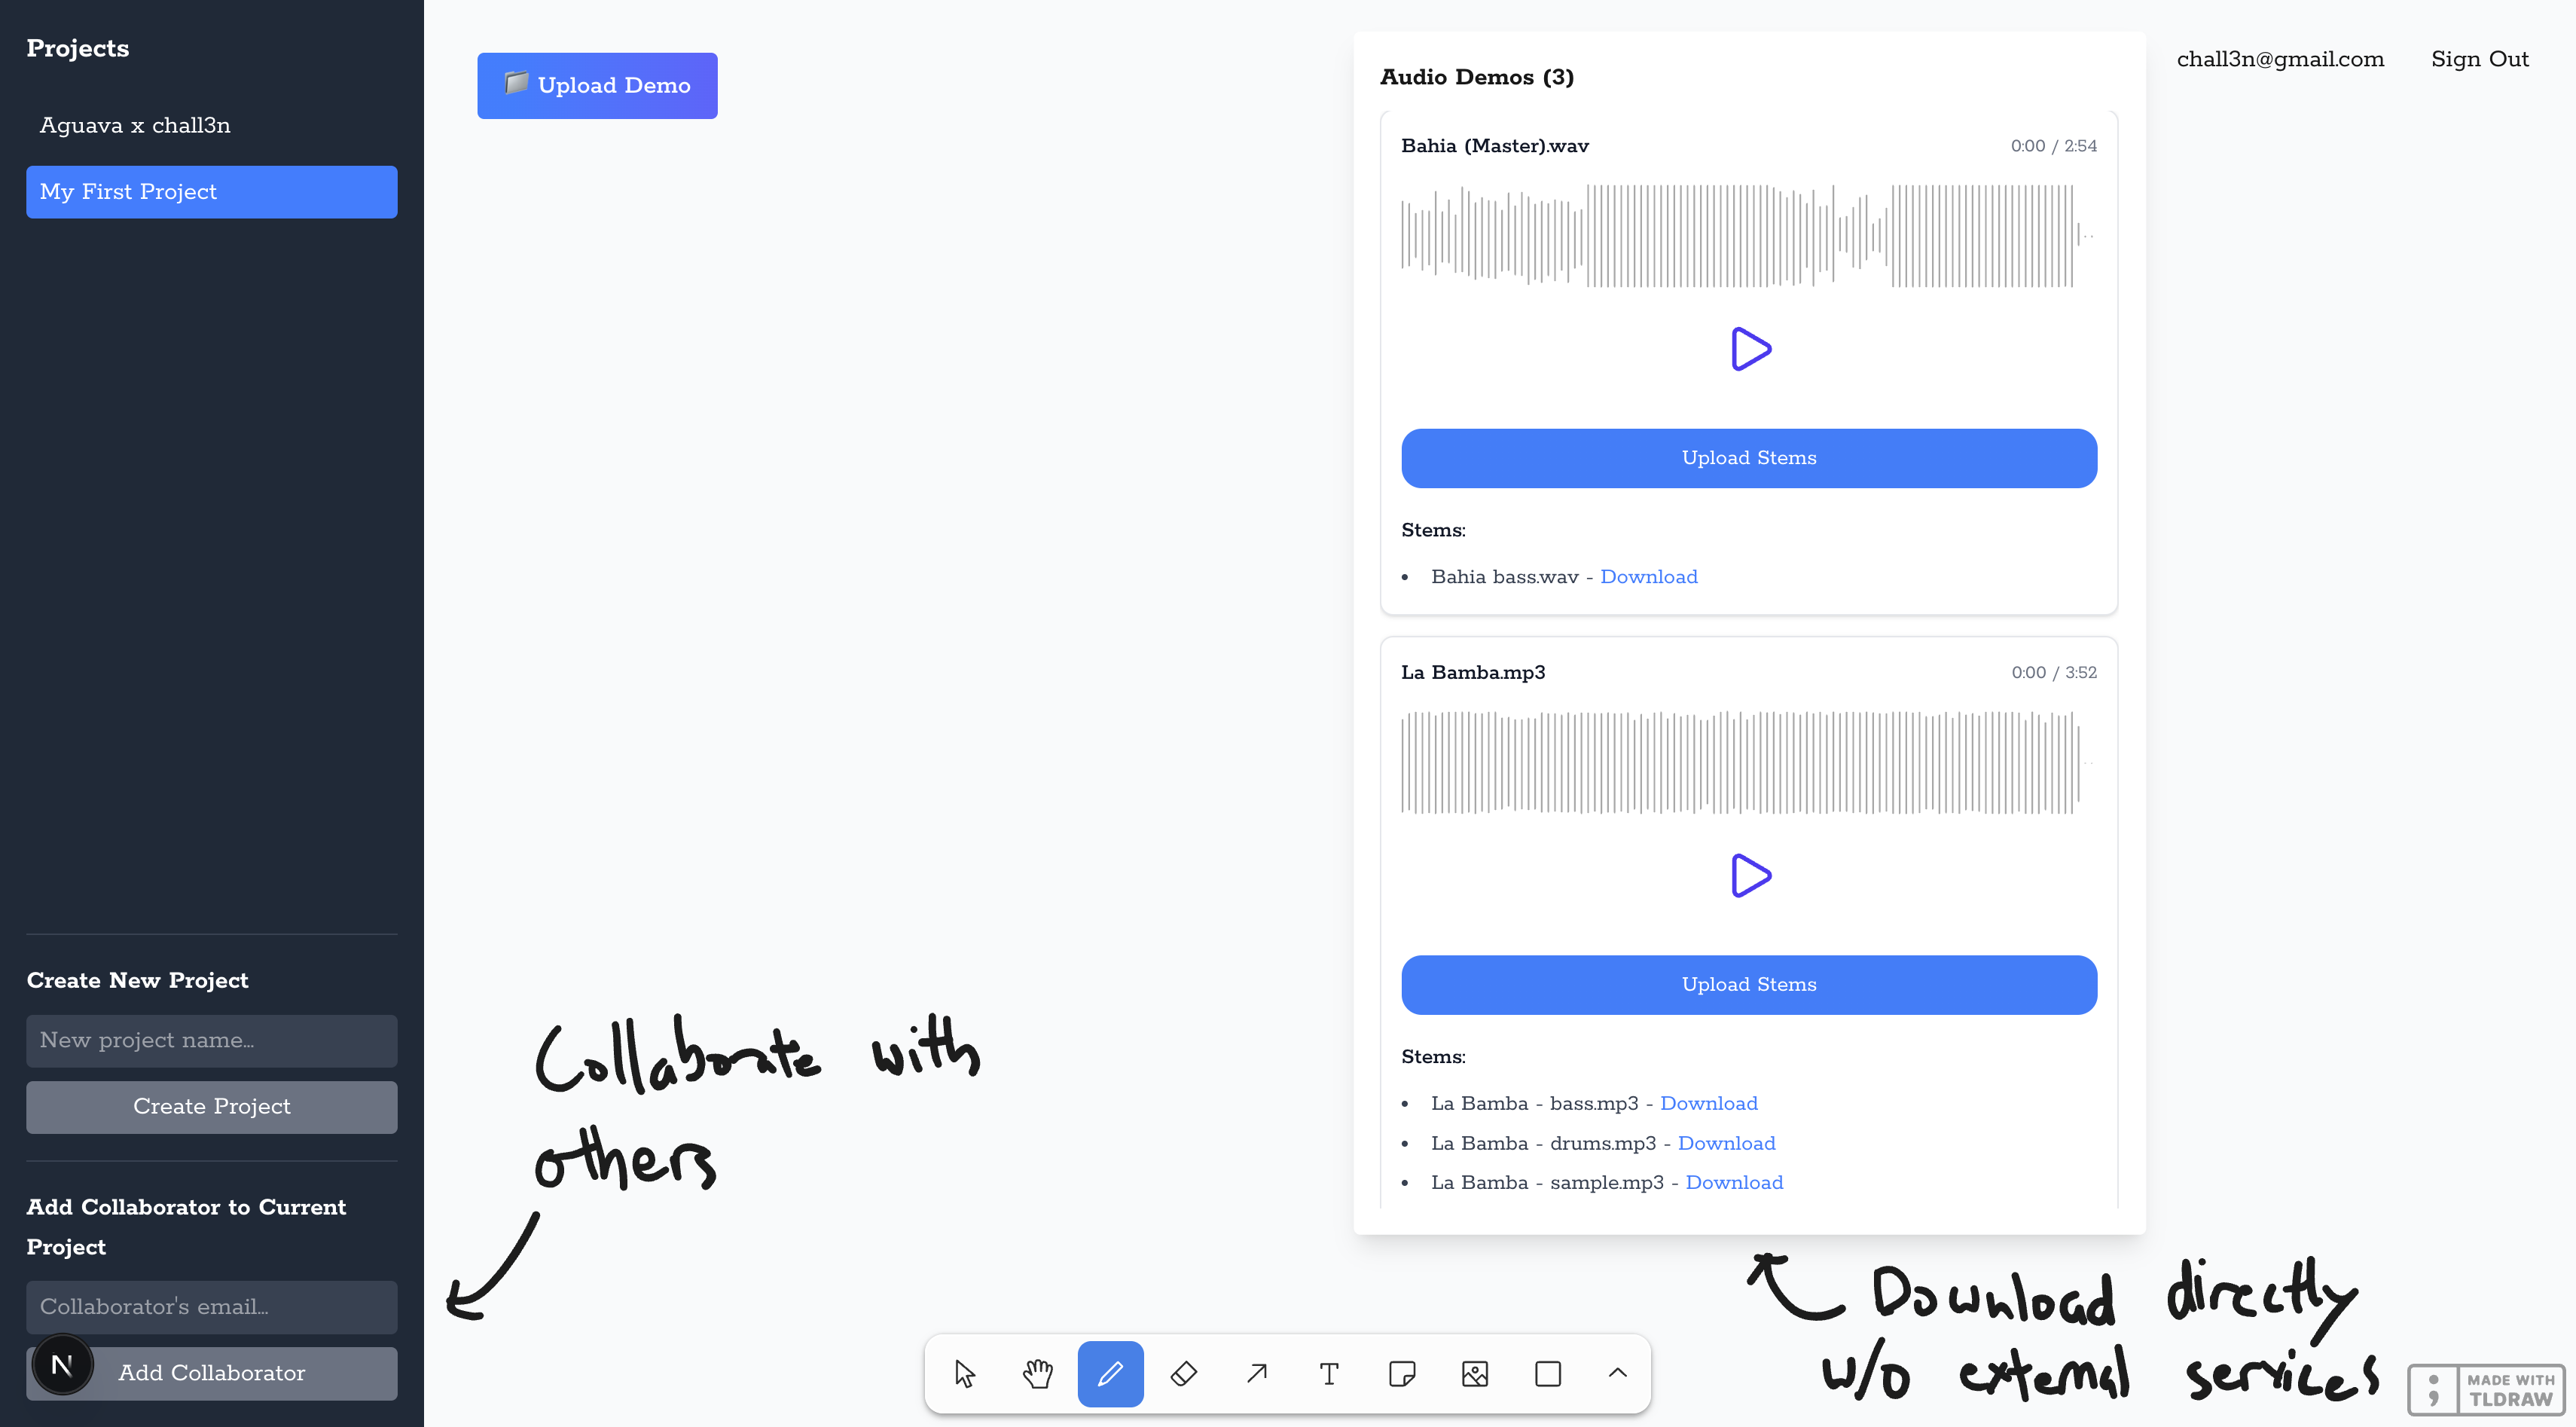 Projects
Aguava x chall3n
My First Project
Create New Project
New project name...
Create Project
Add Collaborator to Current
Project
Collaborator's email...
N
Add Collaborator
Upload Demo
Collaborate with
others
Audio Demos (3)
Bahia (Master).wav
0:00 / 2:54
Upload Stems
Stems:
• Bahia bass.wav - Download
La Bamba.mp3
0:00 / 3:52
Upload Stems
Stems:
• La Bamba - bass.mp3 - Download
• La Bamba - drums.mp3 - Download
• La Bamba - sample.mp3 - Download
chall3n@gmail.com
Sign Out
Download directly
w/o external services
T
MADE WITH
TLDRAW